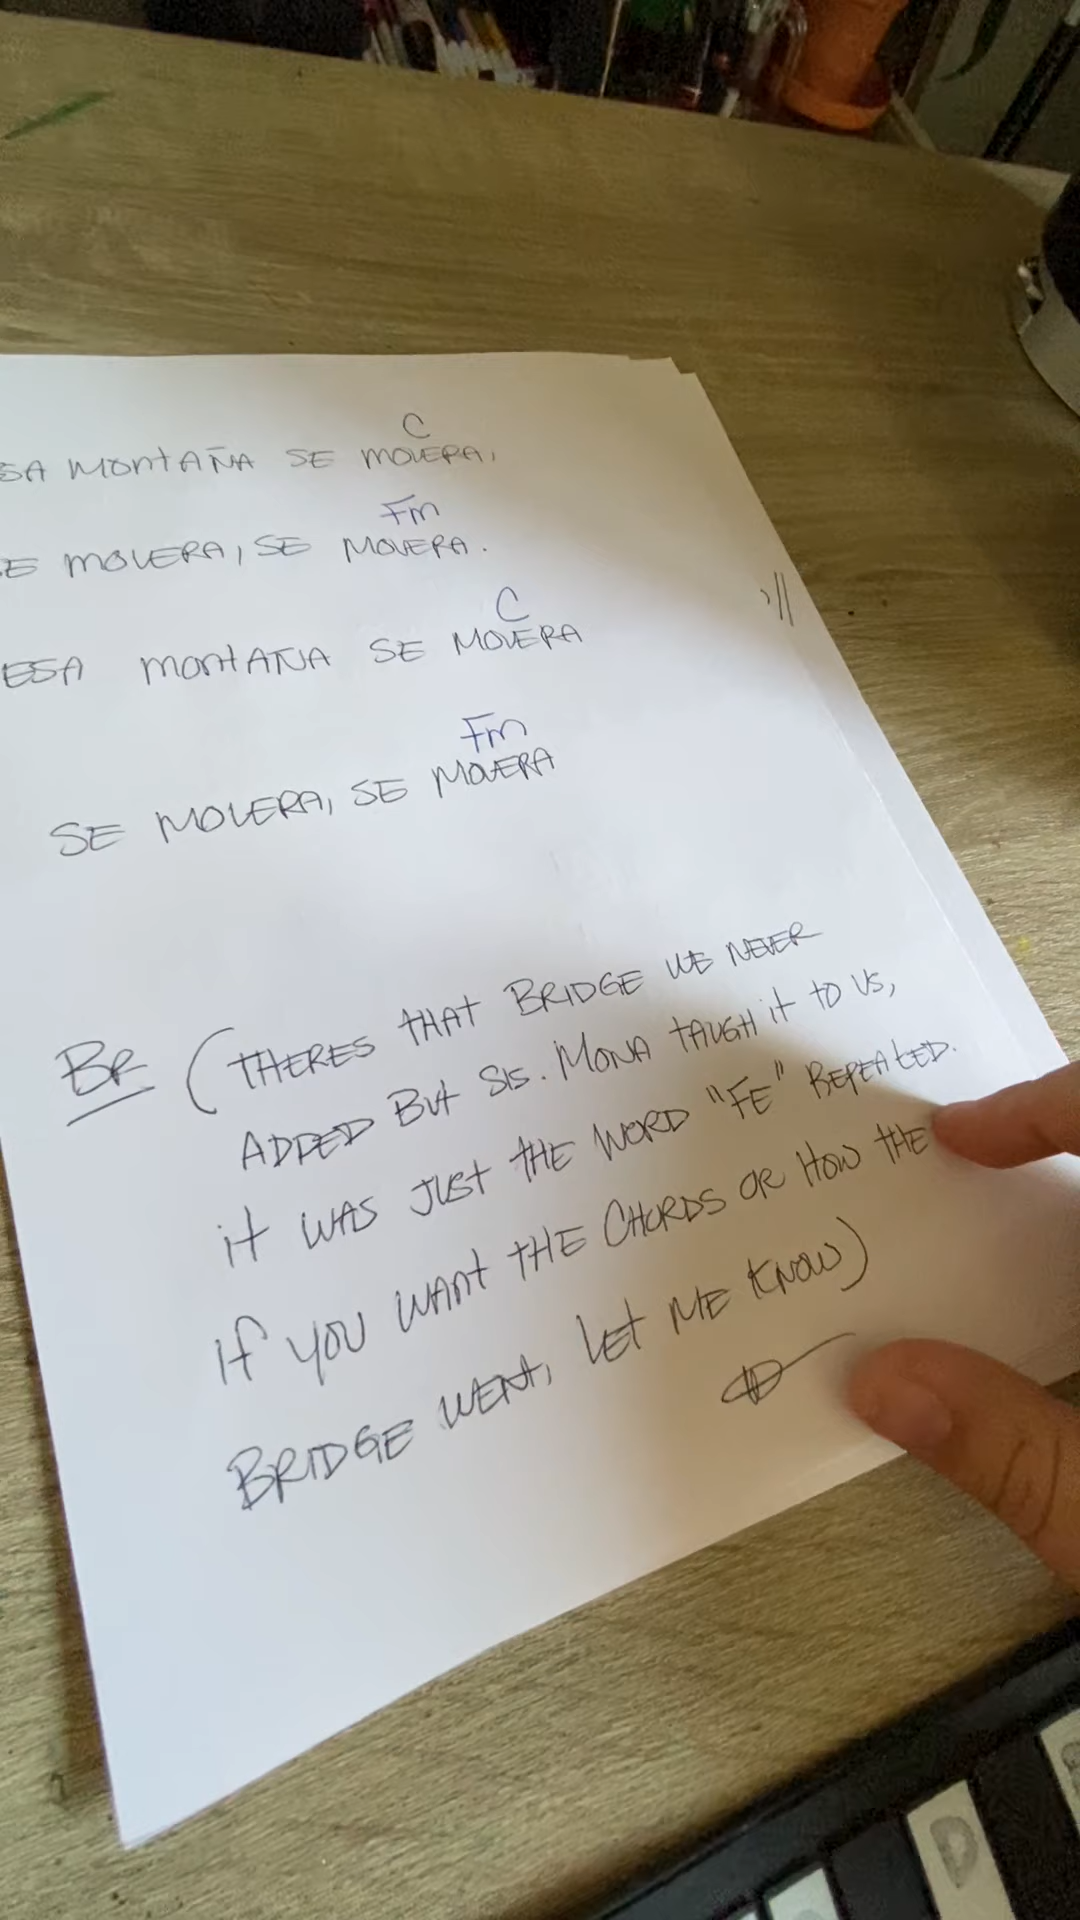 C
SA MONTAÑA SE MOVERA,
Fm
E MOVERA, SE MOVERA.
C
ESA MONTAÑA SE MOVERA
://
Fm
SE MOVERA, SE MOVERA
BR (THERES THAT BRIDGE WE NEVER
ADDED BUT SIS. MONA TAUGH IT TO US,
IT WAS JUST THE WORD "FE" REPEATED.
IF YOU WANT THE CHORDS OR HOW THE
BRIDGE WENT, LET ME KNOW)
D